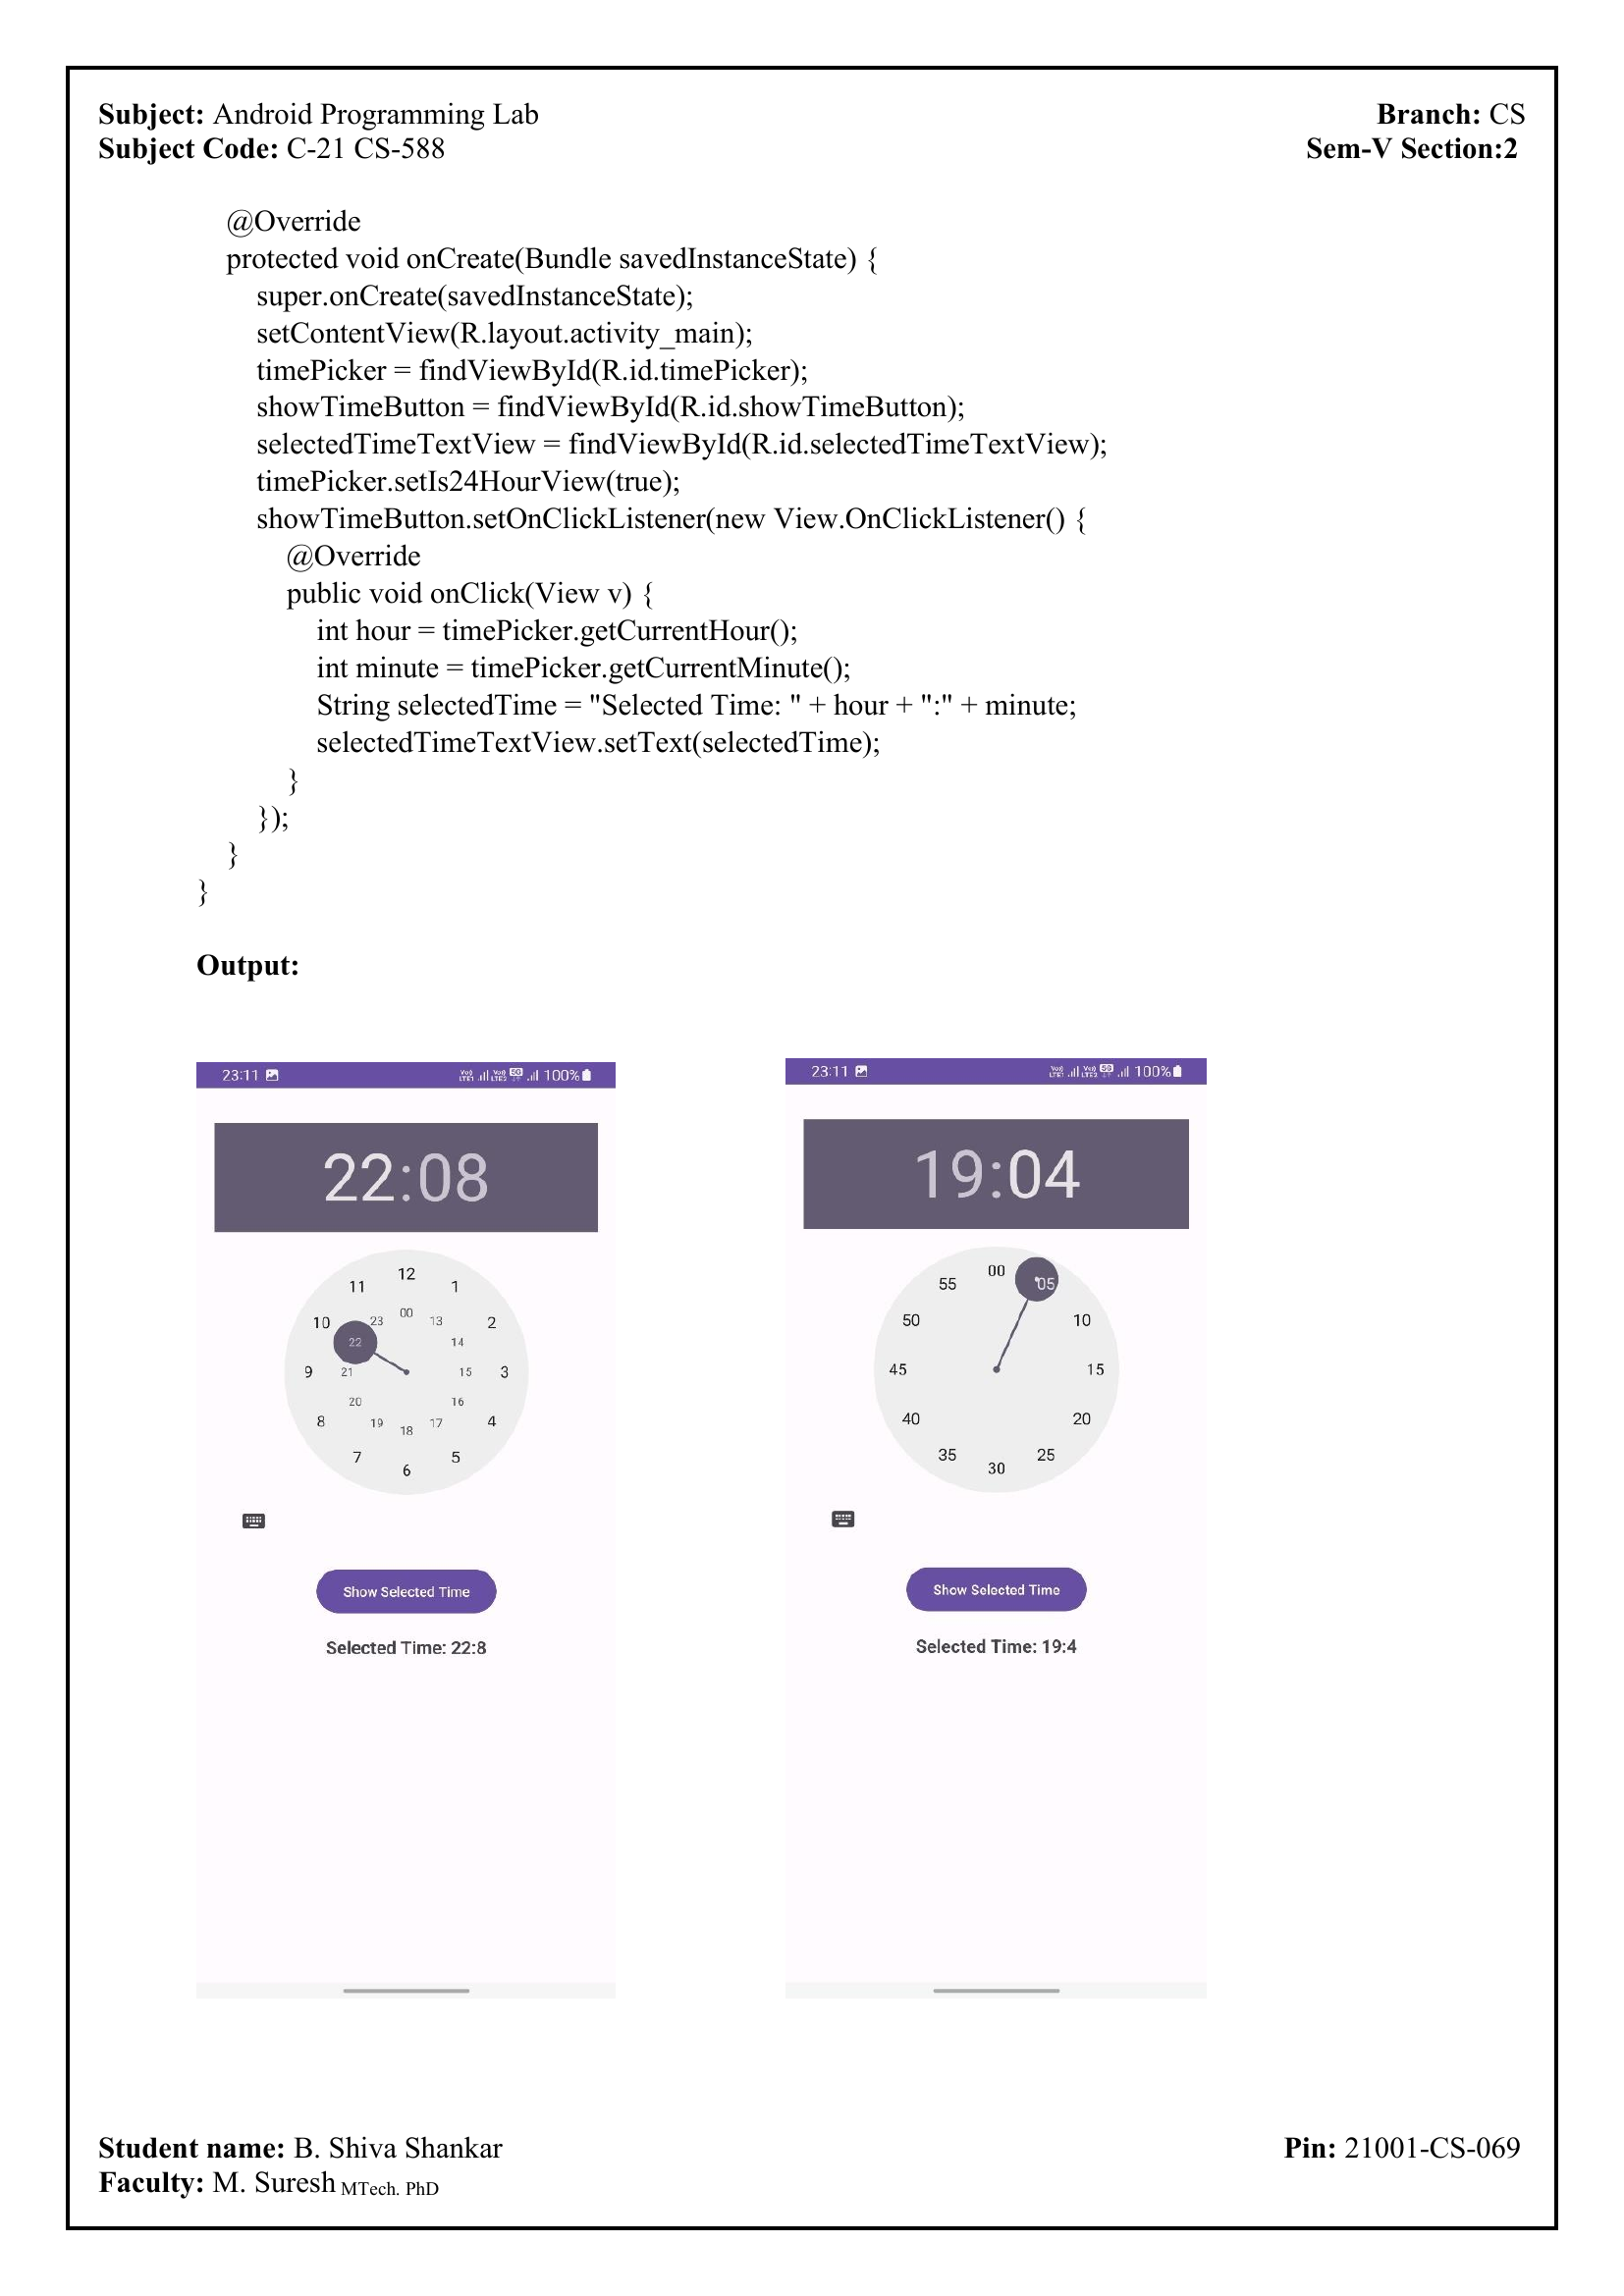 Subject: Android Programming Lab Branch: CS
Subject Code: C-21 CS-588 Sem-V Section:2
@Override
protected void onCreate(Bundle savedInstanceState) {
super.onCreate(savedInstanceState);
setContentView(R.layout.activity_main);
timePicker = findViewById(R.id.timePicker);
showTimeButton = findViewById(R.id.showTimeButton);
selectedTimeTextView = findViewById(R.id.selectedTimeTextView);
timePicker.setIs24HourView(true);
showTimeButton.setOnClickListener(new View.OnClickListener() {
@Override
public void onClick(View v) {
int hour = timePicker.getCurrentHour();
int minute = timePicker.getCurrentMinute();
String selectedTime = "Selected Time: " + hour + ":" + minute;
selectedTimeTextView.setText(selectedTime);
}
});
}
}
Output:
23:11 100%
22:08
12
11 1
00
10 23 13 2
22 14
9 21 15 3
20 16
8 19 17 4
18
7 5
6
Show Selected Time
Selected Time: 22:8
23:11 100%
19:04
00
55 05
50 10
45 15
40 20
35 25
30
Show Selected Time
Selected Time: 19:4
Student name: B. Shiva Shankar Pin: 21001-CS-069
Faculty: M. Suresh MTech. PhD